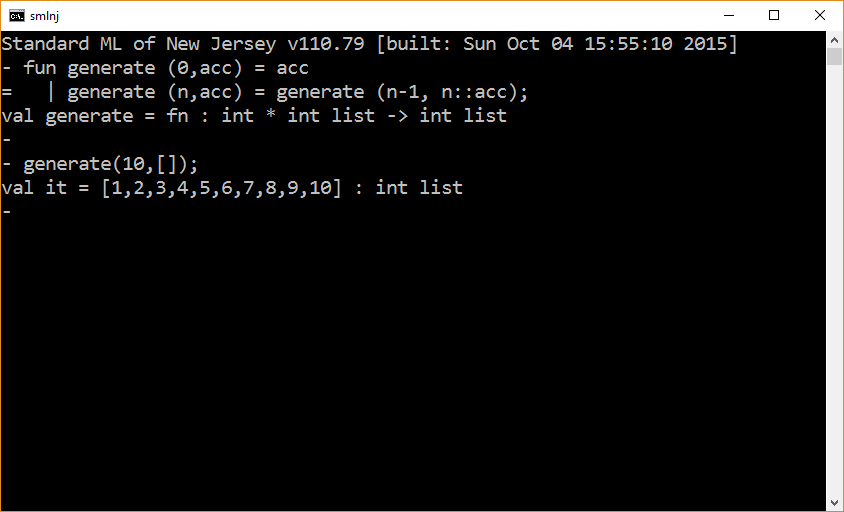 smlnj
Standard ML of New Jersey v110.79 [built: Sun Oct 04 15:55:10 2015]
- fun generate (0,acc) = acc
=   | generate (n,acc) = generate (n-1, n::acc);
val generate = fn : int * int list -> int list
-
- generate(10,[]);
val it = [1,2,3,4,5,6,7,8,9,10] : int list
-